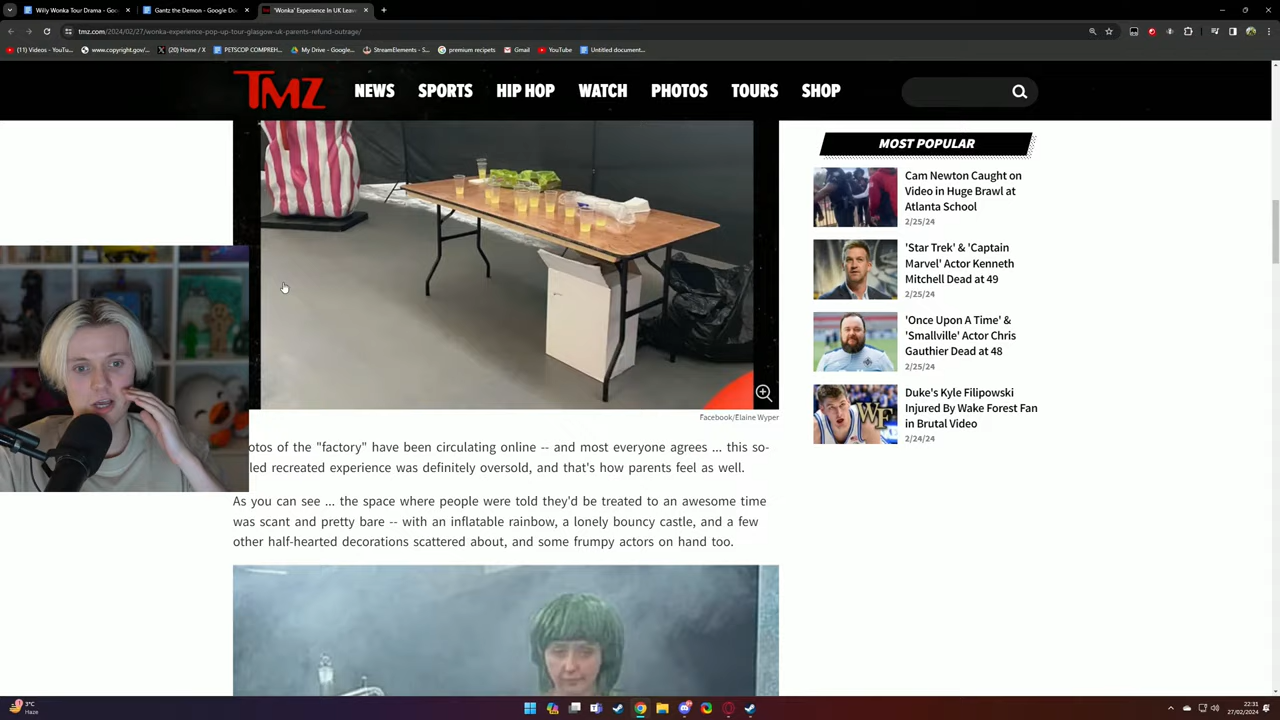 Willy Wonka Tour Drama - Goo
Gantz the Demon - Google Do
'Wonka' Experience In UK Leav
tmz.com/2024/02/27/wonka-experience-pop-up-tour-glasgow-uk-parents-refund-outrage/
(11) Videos - YouTu...
www.copyright.gov/...
(20) Home / X
PETSCOP COMPREH...
My Drive - Google...
StreamElements - S...
premium recipets
Gmail
YouTube
Untitled document...
TMZ
NEWS
SPORTS
HIP HOP
WATCH
PHOTOS
TOURS
SHOP
MOST POPULAR
Cam Newton Caught on
Video in Huge Brawl at
Atlanta School
2/25/24
'Star Trek' & 'Captain
Marvel' Actor Kenneth
Mitchell Dead at 49
2/25/24
'Once Upon A Time' &
'Smallville' Actor Chris
Gauthier Dead at 48
2/25/24
Duke's Kyle Filipowski
Injured By Wake Forest Fan
in Brutal Video
2/24/24
WF
Facebook/Elaine Wyper
otos of the "factory" have been circulating online -- and most everyone agrees ... this so-
led recreated experience was definitely oversold, and that's how parents feel as well.
As you can see ... the space where people were told they'd be treated to an awesome time
was scant and pretty bare -- with an inflatable rainbow, a lonely bouncy castle, and a few
other half-hearted decorations scattered about, and some frumpy actors on hand too.
3°C
Haze
22:31
27/02/2024